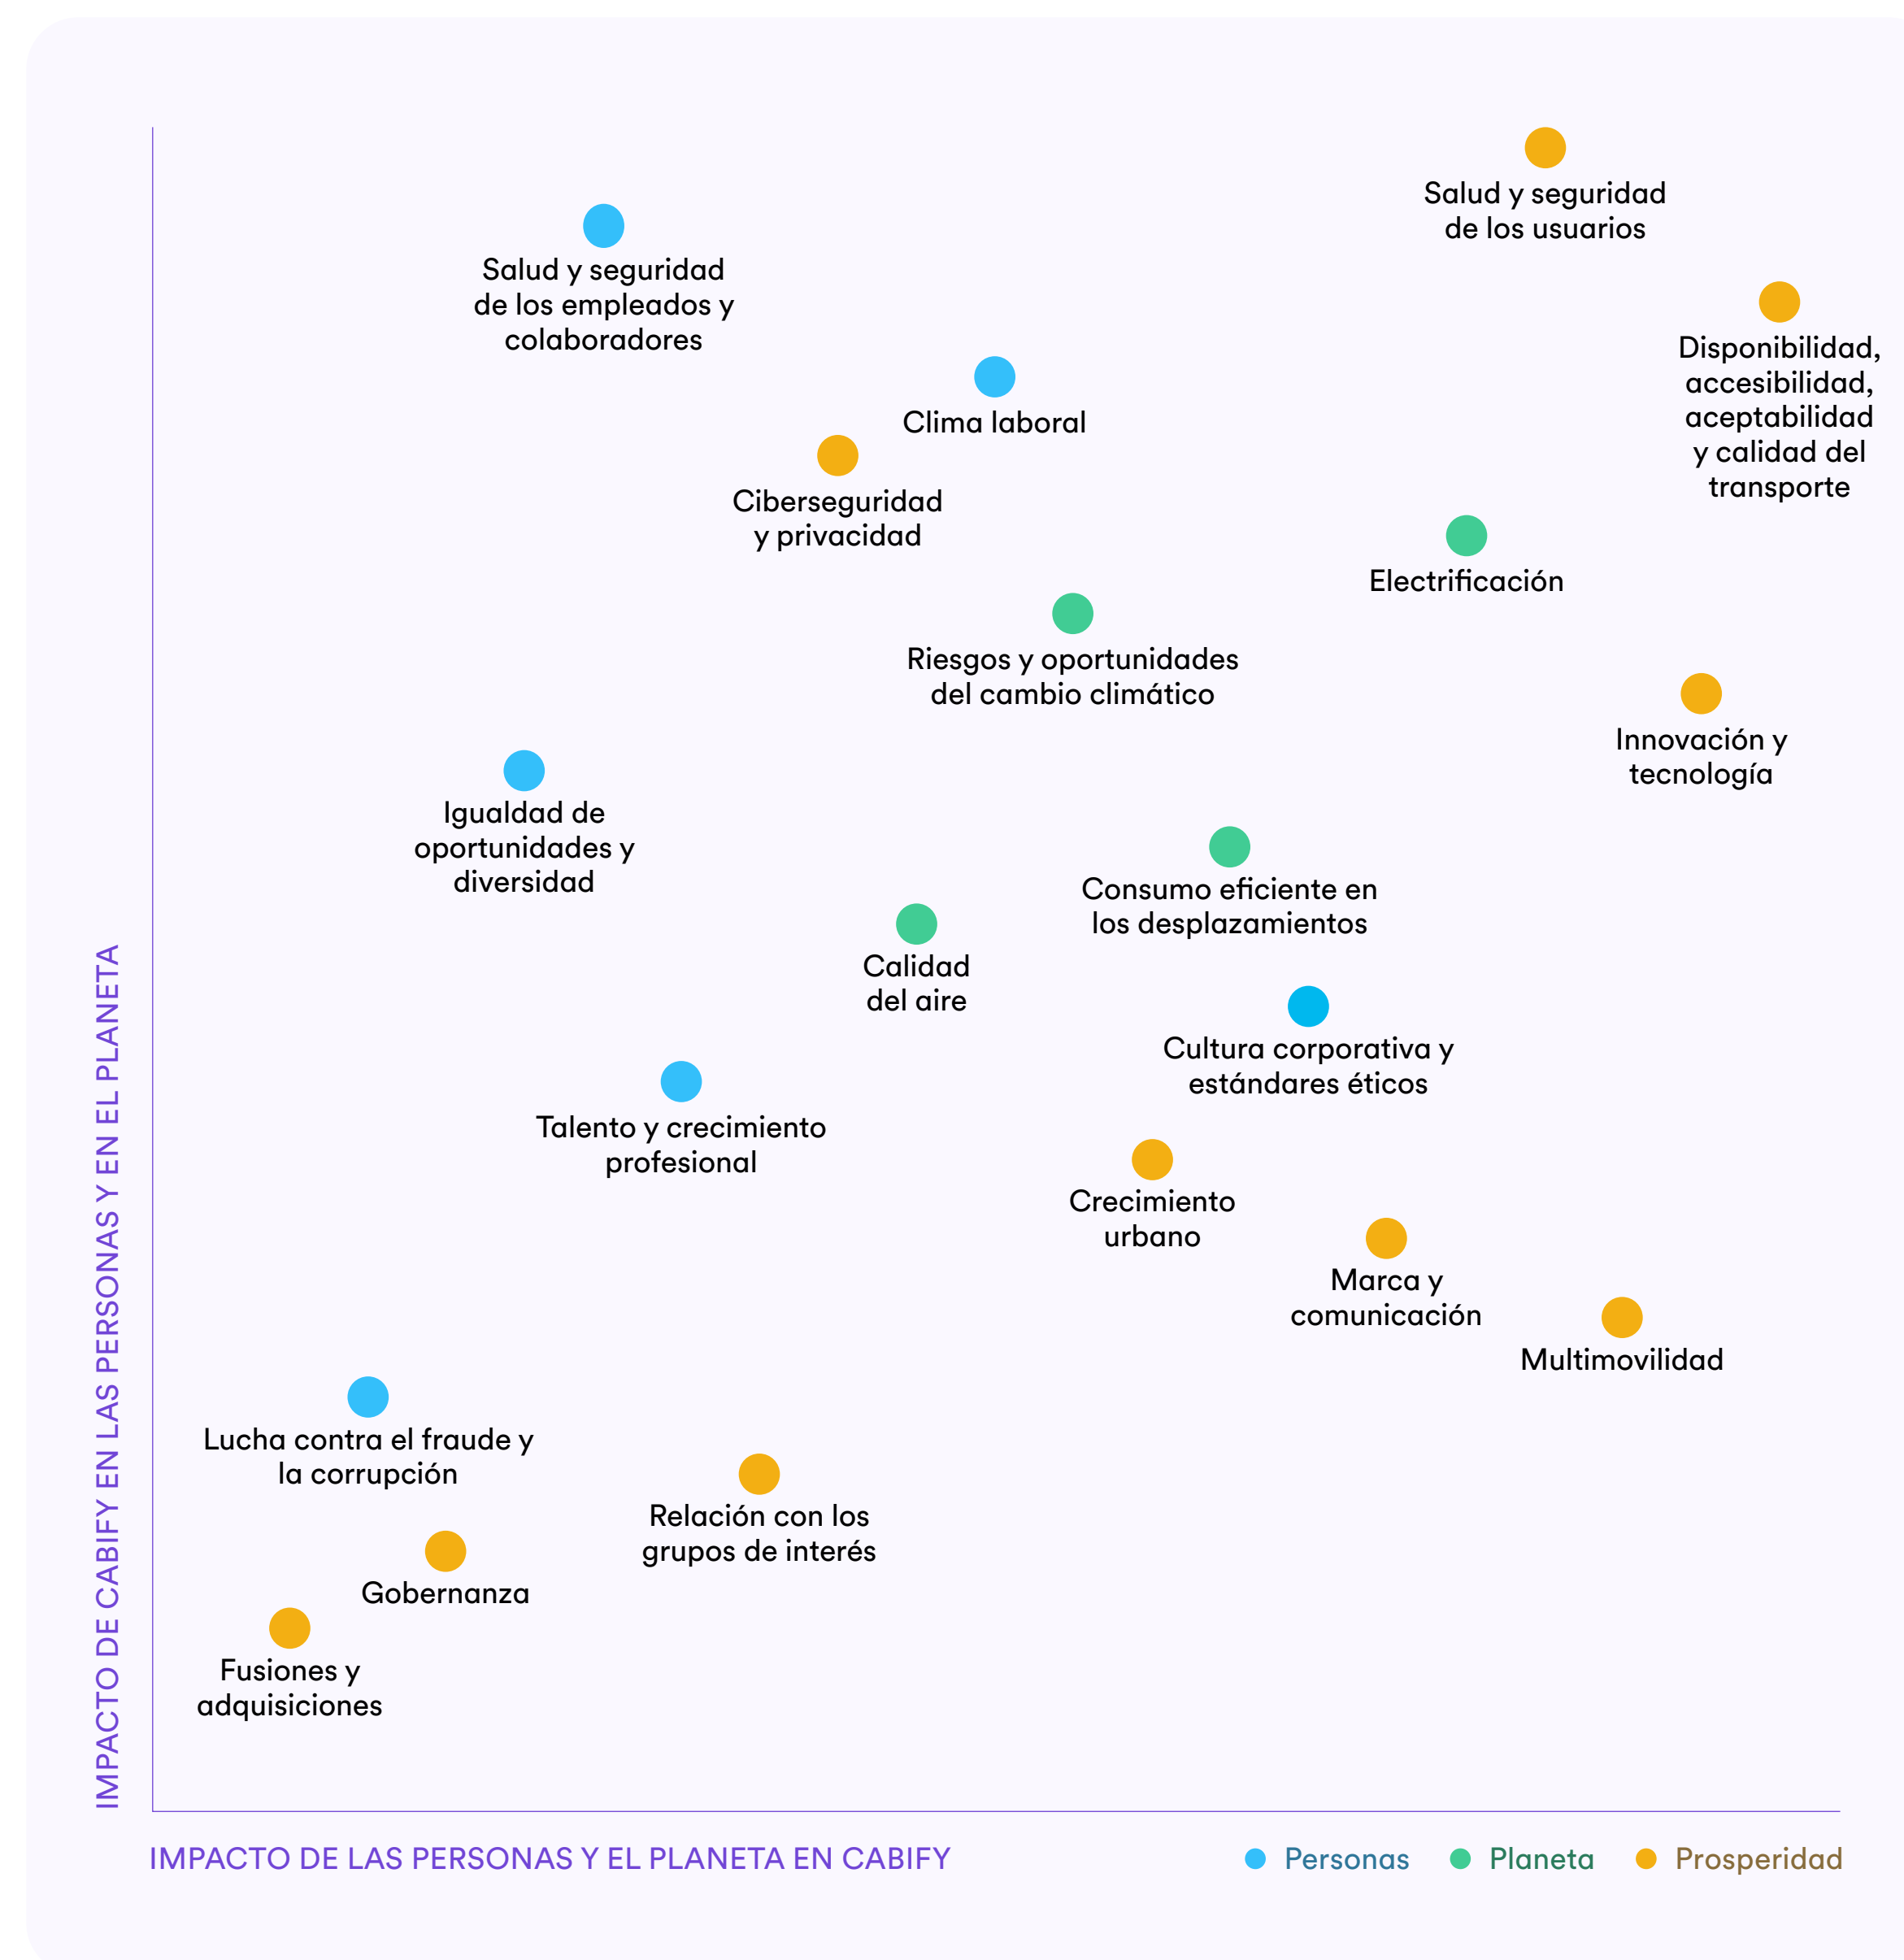 Salud y seguridad
de los usuarios
Salud y seguridad
de los empleados y
colaboradores
Disponibilidad,
accesibilidad,
aceptabilidad
y calidad del
transporte
Clima laboral
Ciberseguridad
y privacidad
Electrificación
Riesgos y oportunidades
del cambio climático
Innovación y
tecnología
Igualdad de
oportunidades y
diversidad
Consumo eficiente en
los desplazamientos
Calidad
del aire
Cultura corporativa y
estándares éticos
Talento y crecimiento
profesional
Crecimiento
urbano
Marca y
comunicación
Multimovilidad
Lucha contra el fraude y
la corrupción
Relación con los
grupos de interés
Gobernanza
Fusiones y
adquisiciones
IMPACTO DE CABIFY EN LAS PERSONAS Y EN EL PLANETA
IMPACTO DE LAS PERSONAS Y EL PLANETA EN CABIFY
Personas
Planeta
Prosperidad